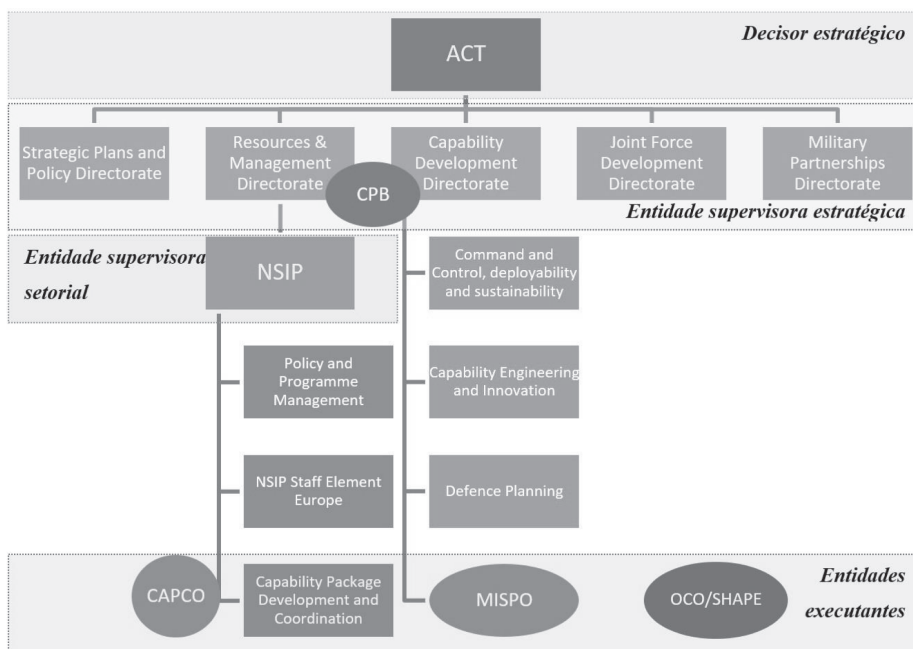 Decisor estratégico
ACT
Strategic Plans and
Policy Directorate
Resources &
Management
Directorate
Capability
Development
Directorate
Joint Force
Development
Directorate
Military
Partnerships
Directorate
CPB
Entidade supervisora estratégica
Entidade supervisora
setorial
NSIP
Command and
Control, deployability
and sustainability
Policy and
Programme
Management
Capability Engineering
and Innovation
NSIP Staff Element
Europe
Defence Planning
CAPCO
Capability Package
Development and
Coordination
MISPO
OCO/SHAPE
Entidades
executantes